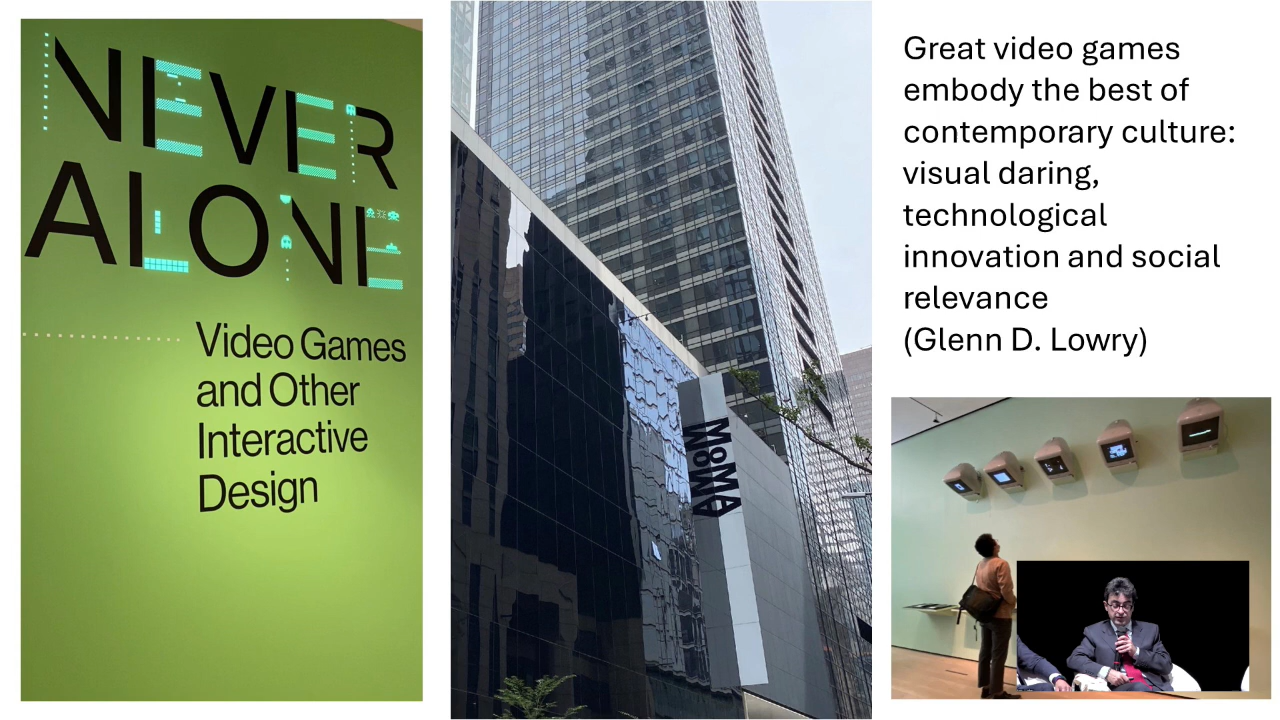 NEVER
ALONE
Video Games
and Other
Interactive
Design
MoMA
MoMA
Great video games
embody the best of
contemporary culture:
visual daring,
technological
innovation and social
relevance
(Glenn D. Lowry)